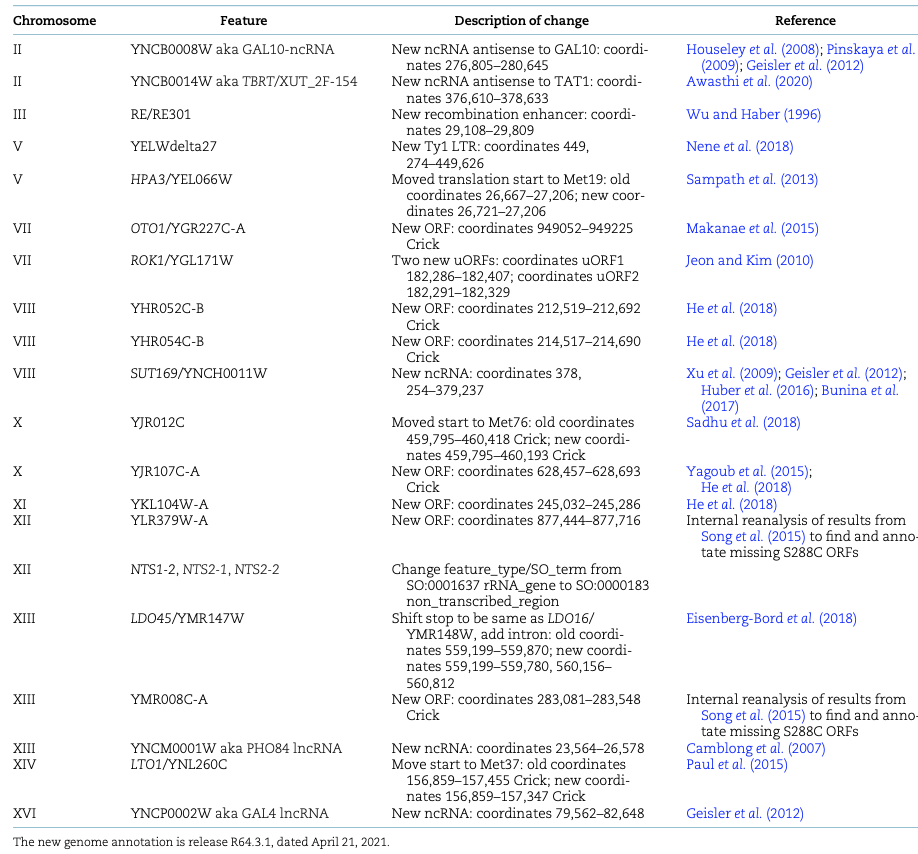 Chromosome Feature Description of change Reference
II YNCB0008W aka GAL10-ncRNA New ncRNA antisense to GAL10: coordi- Houseley et al. (2008); Pinskaya et al.
nates 276,805–280,645 (2009); Geisler et al. (2012)
II YNCB0014W aka TBRT/XUT_2F-154 New ncRNA antisense to TAT1: coordi- Awasthi et al. (2020)
nates 376,610–378,633
III RE/RE301 New recombination enhancer: coordi- Wu and Haber (1996)
nates 29,108–29,809
V YELWdelta27 New Ty1 LTR: coordinates 449, Nene et al. (2018)
274–449,626
V HPA3/YEL066W Moved translation start to Met19: old Sampath et al. (2013)
coordinates 26,667–27,206; new coor-
dinates 26,721–27,206
VII OTO1/YGR227C-A New ORF: coordinates 949052–949225 Makanae et al. (2015)
Crick
VII ROK1/YGL171W Two new uORFs: coordinates uORF1 Jeon and Kim (2010)
182,286–182,407; coordinates uORF2
182,291–182,329
VIII YHR052C-B New ORF: coordinates 212,519–212,692 He et al. (2018)
Crick
VIII YHR054C-B New ORF: coordinates 214,517–214,690 He et al. (2018)
Crick
VIII SUT169/YNCH0011W New ncRNA: coordinates 378, Xu et al. (2009); Geisler et al. (2012);
254–379,237 Huber et al. (2016); Bunina et al.
(2017)
X YJR012C Moved start to Met76: old coordinates Sadhu et al. (2018)
459,795–460,418 Crick; new coordi-
nates 459,795–460,193 Crick
X YJR107C-A New ORF: coordinates 628,457–628,693 Yagoub et al. (2015);
Crick He et al. (2018)
XI YKL104W-A New ORF: coordinates 245,032–245,286 He et al. (2018)
XII YLR379W-A New ORF: coordinates 877,444–877,716 Internal reanalysis of results from
Song et al. (2015) to find and anno-
tate missing S288C ORFs
XII NTS1-2, NTS2-1, NTS2-2 Change feature_type/SO_term from
SO:0001637 rRNA_gene to SO:0000183
non_transcribed_region
XIII LDO45/YMR147W Shift stop to be same as LDO16/ Eisenberg-Bord et al. (2018)
YMR148W, add intron: old coordi-
nates 559,199–559,870; new coordi-
nates 559,199–559,780, 560,156–
560,812
XIII YMR008C-A New ORF: coordinates 283,081–283,548 Internal reanalysis of results from
Crick Song et al. (2015) to find and anno-
tate missing S288C ORFs
XIII YNCM0001W aka PHO84 lncRNA New ncRNA: coordinates 23,564–26,578 Camblong et al. (2007)
XIV LTO1/YNL260C Move start to Met37: old coordinates Paul et al. (2015)
156,859–157,455 Crick; new coordi-
nates 156,859–157,347 Crick
XVI YNCP0002W aka GAL4 lncRNA New ncRNA: coordinates 79,562–82,648 Geisler et al. (2012)
The new genome annotation is release R64.3.1, dated April 21, 2021.